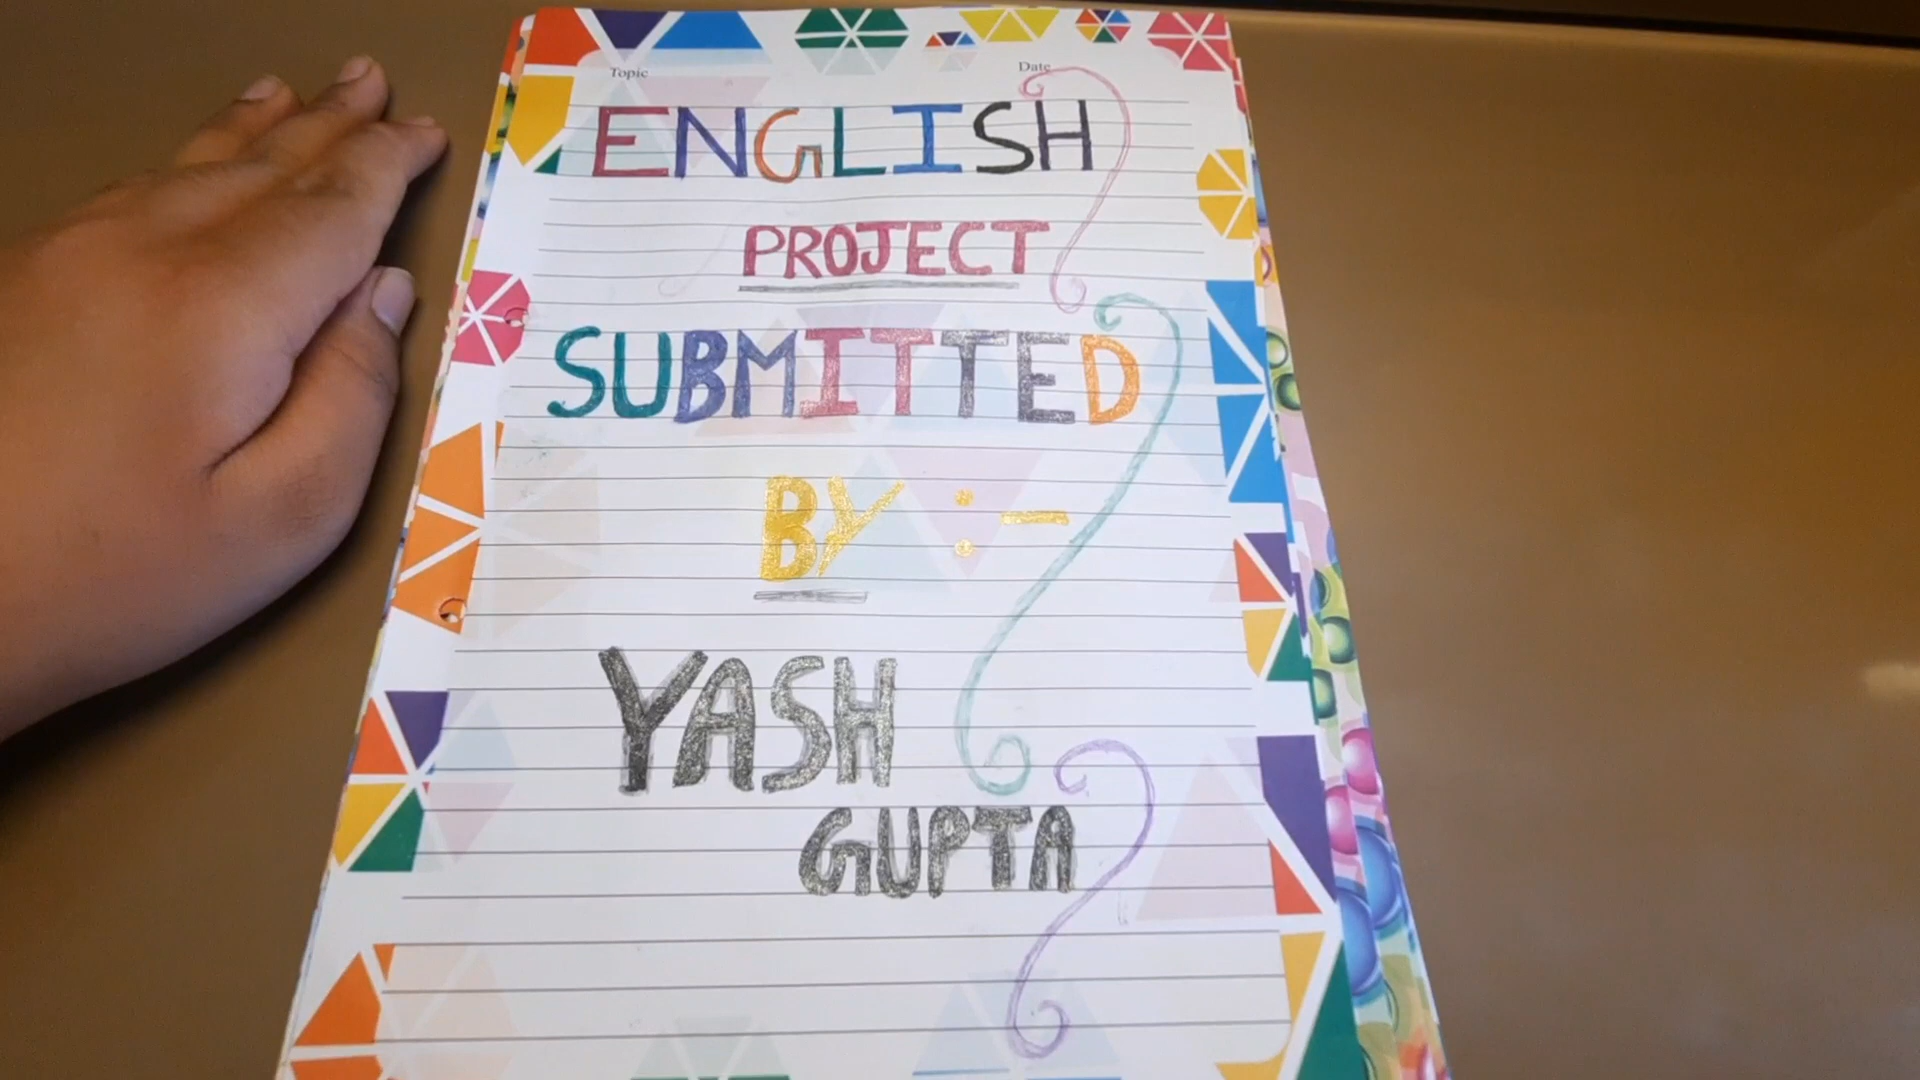 Topic Date
ENGLISH
PROJECT
SUBMITTED
BY :-
YASH
GUPTA